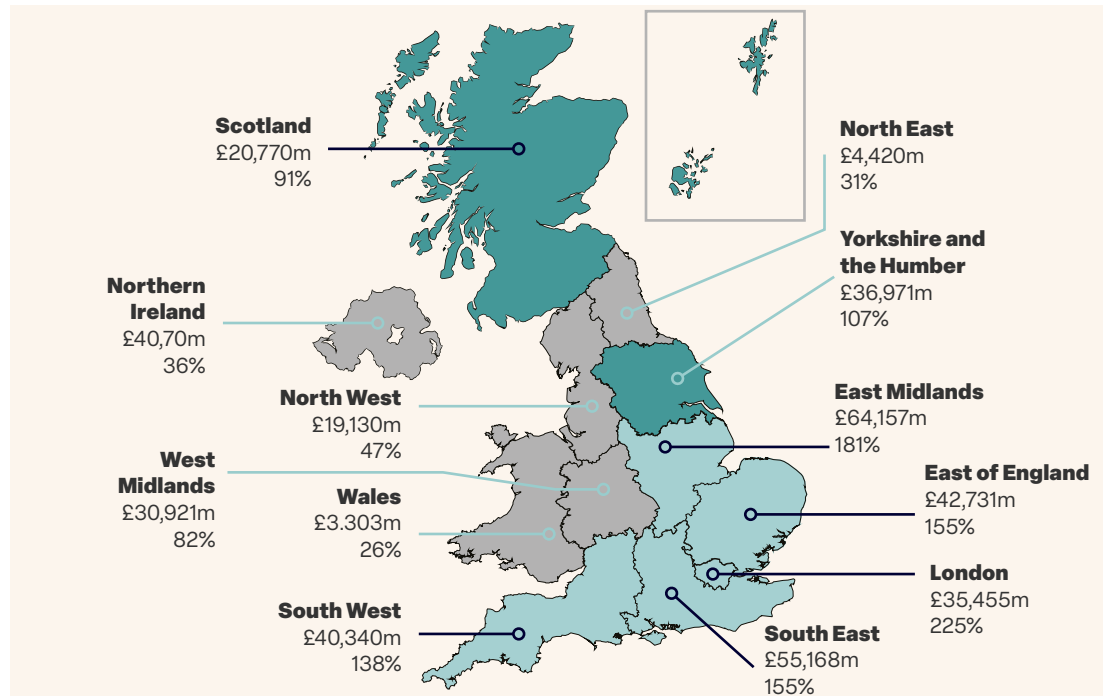 Scotland
£20,770m
91%
North East
£4,420m
31%
Yorkshire and
the Humber
£36,971m
107%
Northern
Ireland
£40,70m
36%
North West
£19,130m
47%
East Midlands
£64,157m
181%
West
Midlands
£30,921m
82%
Wales
£3.303m
26%
East of England
£42,731m
155%
London
£35,455m
225%
South West
£40,340m
138%
South East
£55,168m
155%